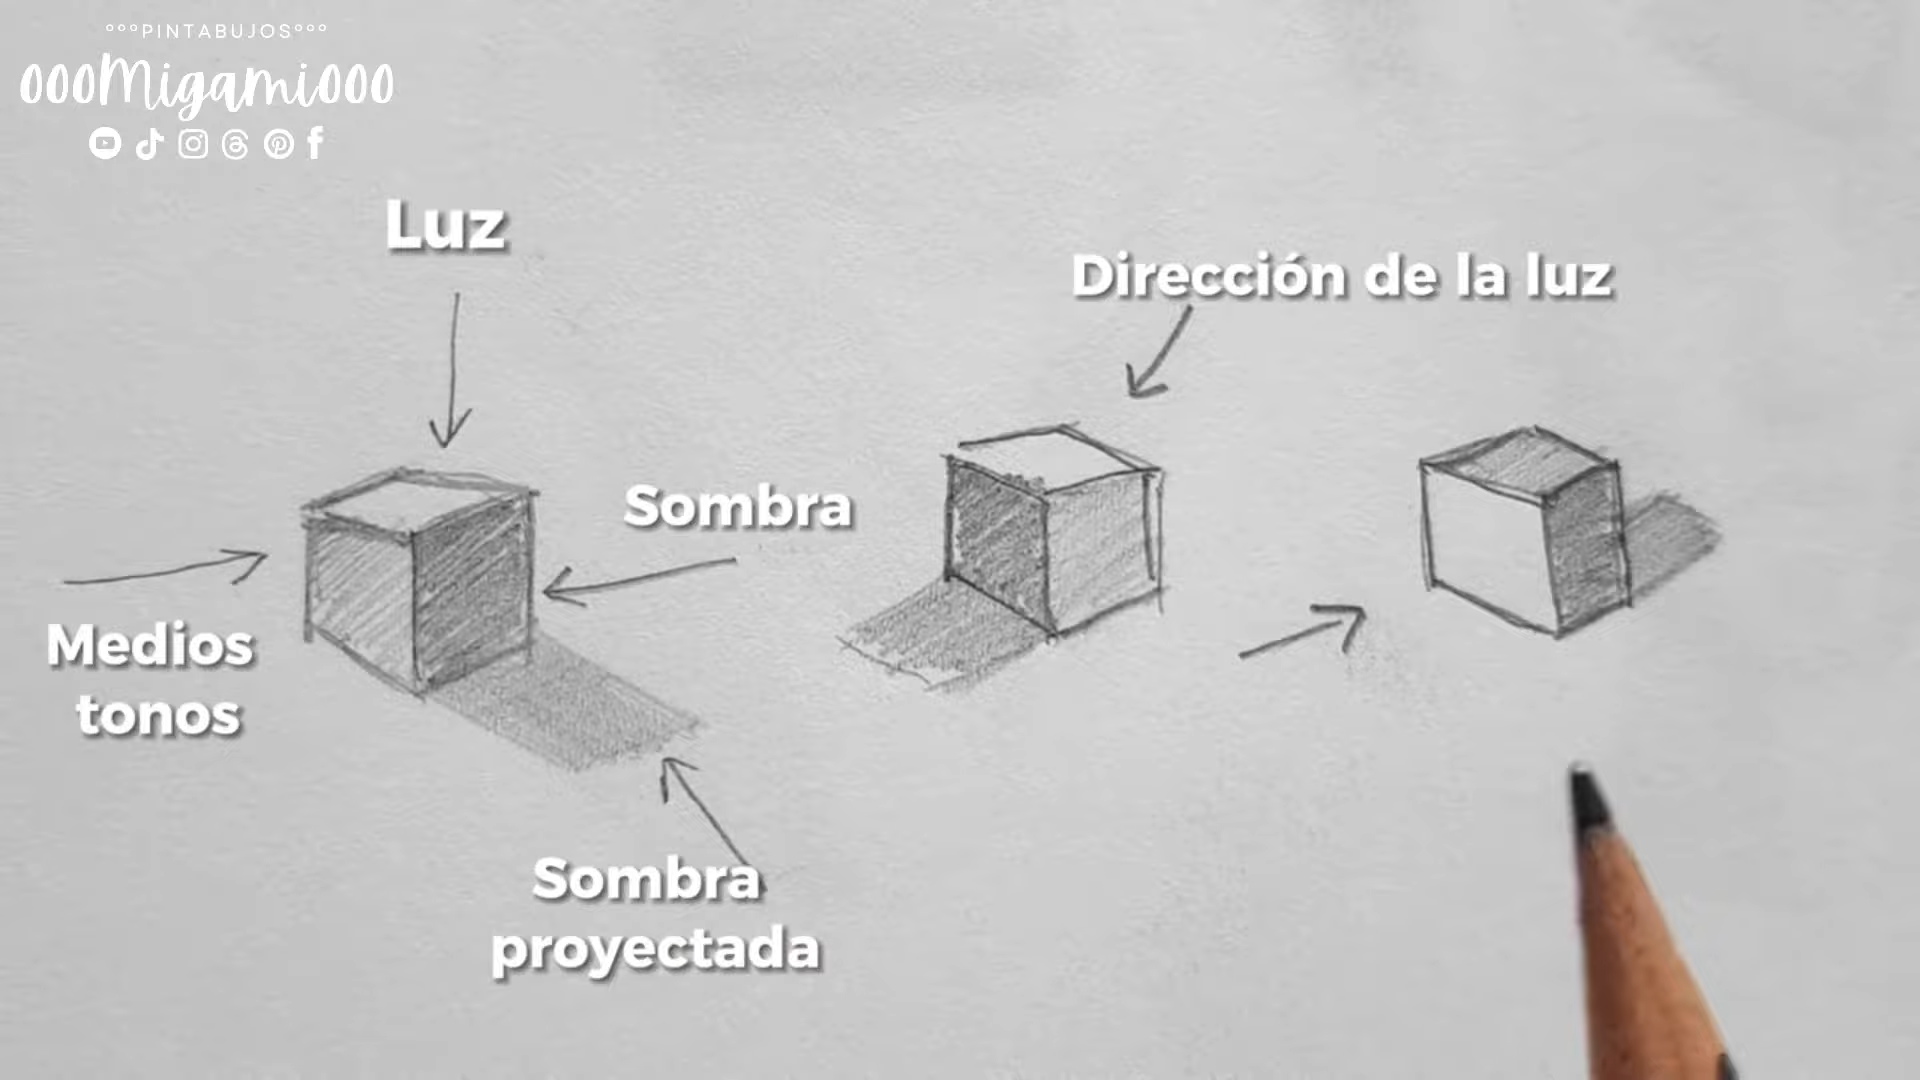 °°°PINTABUJOS°°°
000Migami000
Luz
Dirección de la luz
Sombra
Medios
tonos
Sombra
proyectada